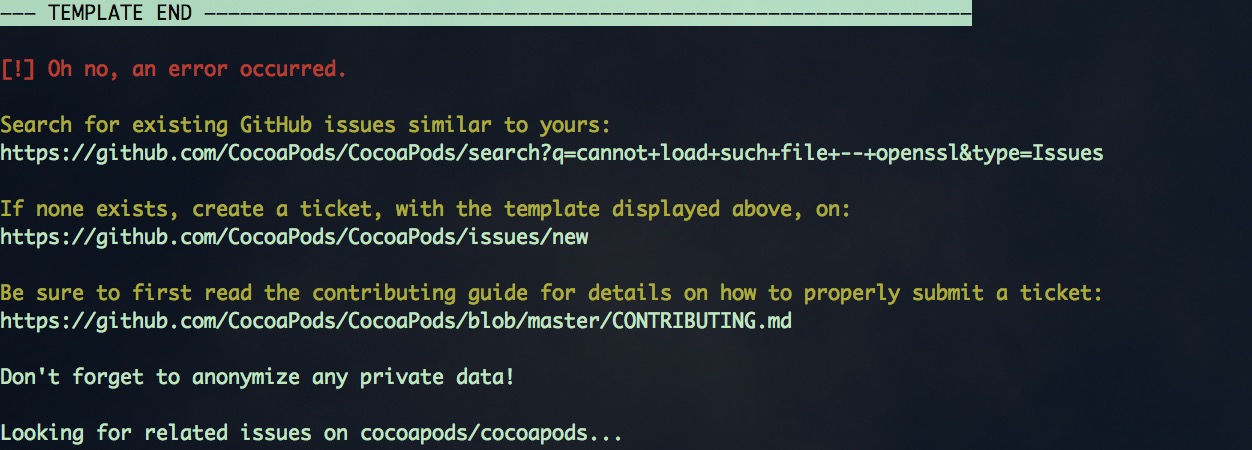 ––– TEMPLATE END ––––––––––––––––––––––––––––––––––––––––––––––––––––––––––––––––
[!] Oh no, an error occurred.
Search for existing GitHub issues similar to yours:
https://github.com/CocoaPods/CocoaPods/search?q=cannot+load+such+file+--+openssl&type=Issues
If none exists, create a ticket, with the template displayed above, on:
https://github.com/CocoaPods/CocoaPods/issues/new
Be sure to first read the contributing guide for details on how to properly submit a ticket:
https://github.com/CocoaPods/CocoaPods/blob/master/CONTRIBUTING.md
Don't forget to anonymize any private data!
Looking for related issues on cocoapods/cocoapods...